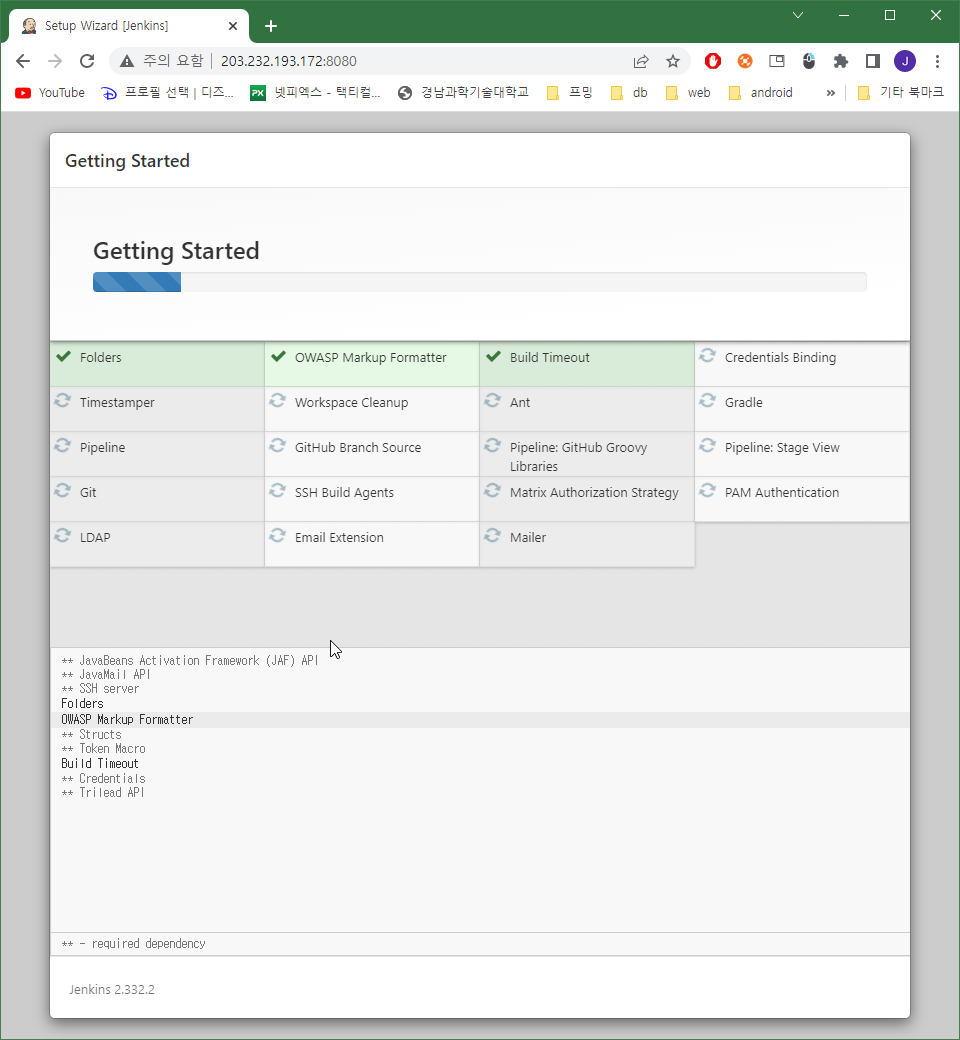 Setup Wizard [Jenkins]
주의 요함 | 203.232.193.172:8080
J
YouTube
프로필 선택 | 디즈...
PX 넷피엑스 - 택티컬...
경남과학기술대학교
프밍
db
web
android
»
기타 북마크
Getting Started
Getting Started
Folders
OWASP Markup Formatter
Build Timeout
Credentials Binding
Timestamper
Workspace Cleanup
Ant
Gradle
Pipeline
GitHub Branch Source
Pipeline: GitHub Groovy
Libraries
Pipeline: Stage View
Git
SSH Build Agents
Matrix Authorization Strategy
PAM Authentication
LDAP
Email Extension
Mailer
** JavaBeans Activation Framework (JAF) API
** JavaMail API
** SSH server
Folders
OWASP Markup Formatter
** Structs
** Token Macro
Build Timeout
** Credentials
** Trilead API
** - required dependency
Jenkins 2.332.2